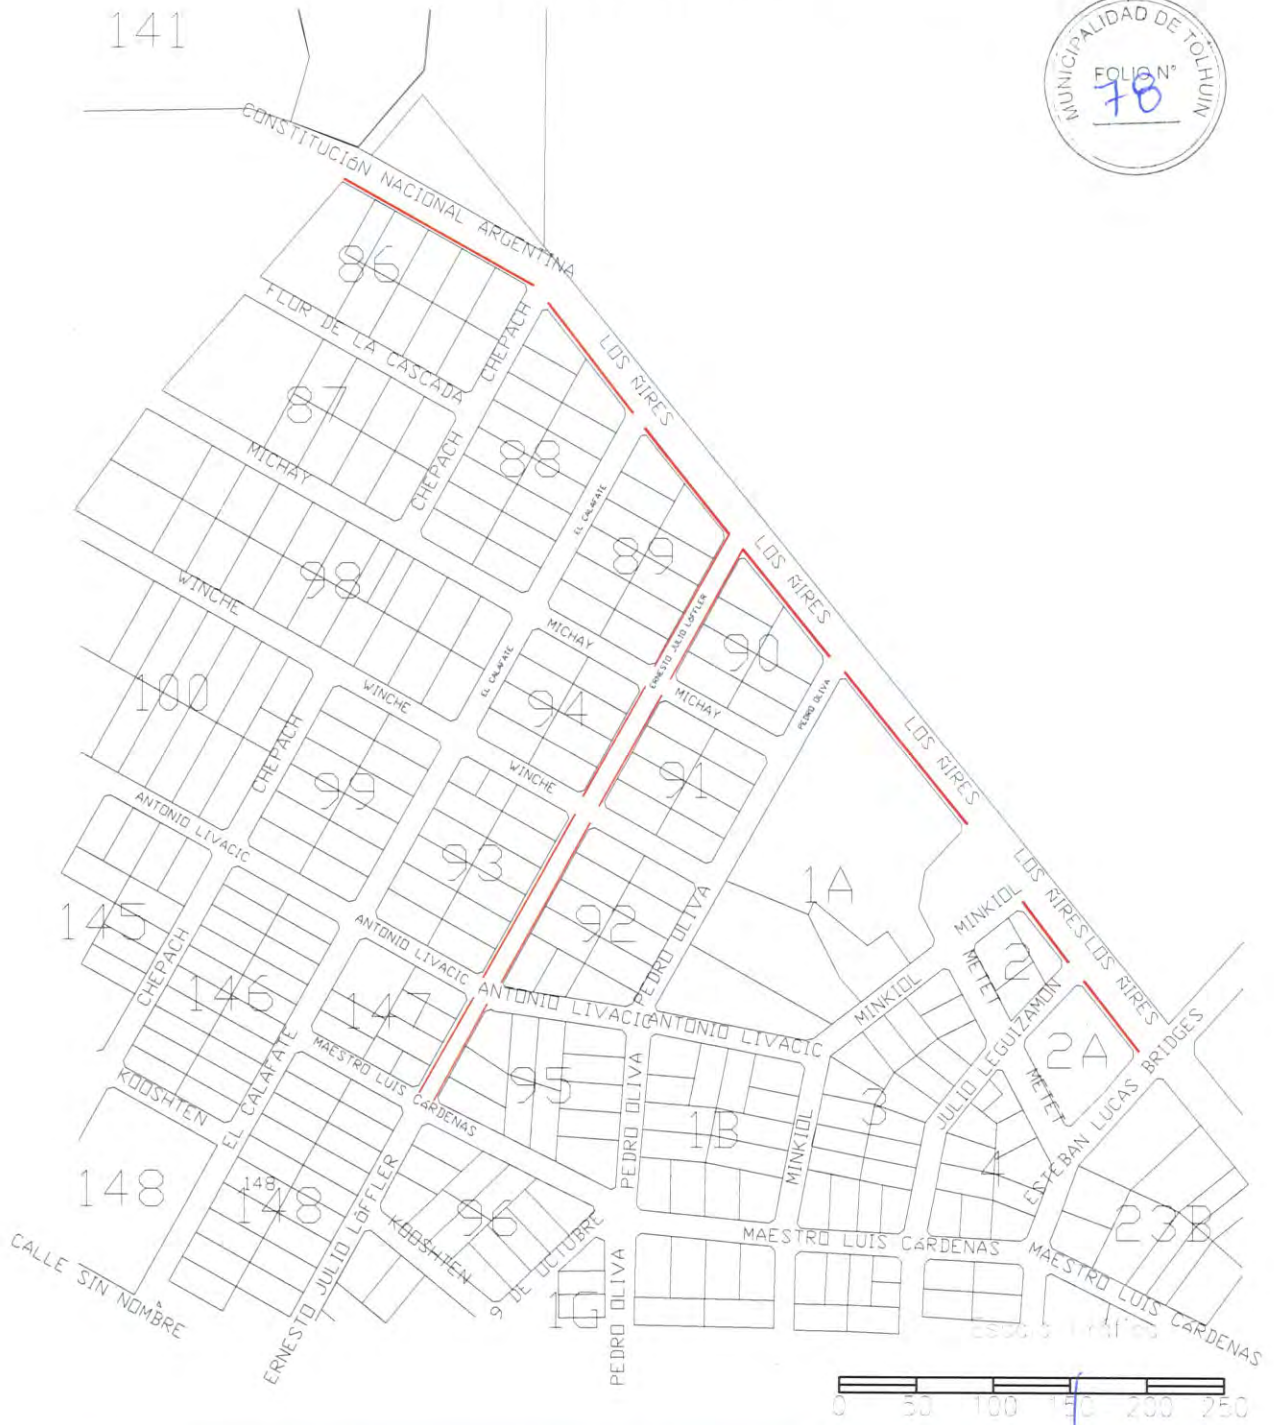 141
MUNICIPALIDAD DE TOLHUIN
FOLIO N°
78
CONSTITUCIÓN NACIONAL ARGENTINA
86
FLOR DE LA CASCADA
CHEPACH
LOS ÑIRES
87
88
CHEPACH
MICHAY
EL CALAFATE
89
LOS ÑIRES
98
WINCHE
MICHAY
ERNESTO JULIO LÖFFLER
90
EL CALAFATE
100
WINCHE
94
MICHAY
PEDRO OLIVA
LOS ÑIRES
CHEPACH
99
WINCHE
91
ANTONIO LIVACIC
93
1A
LOS ÑIRES
145
92
PEDRO OLIVA
MINKIOL
LOS ÑIRES
ANTONIO LIVACIC
METET
2
CHEPACH
146
147
ANTONIO LIVACIC
ANTONIO LIVACIC
MINKIOL
JULIO LEGUIZAMON
2A
EL CALAFATE
MAESTRO LUIS CÁRDENAS
95
PEDRO OLIVA
1B
MINKIOL
3
METET
ESTEBAN LUCAS BRIDGES
KOOSHTEN
4
148
148
148
ERNESTO JULIO LÖFFLER
KOOSHTEN
96
9 DE OCTUBRE
MAESTRO LUIS CÁRDENAS
23B
MAESTRO LUIS CÁRDENAS
CALLE SIN NOMBRE
1G
PEDRO OLIVA
Escala Gráfica
0 50 100 150 200 250